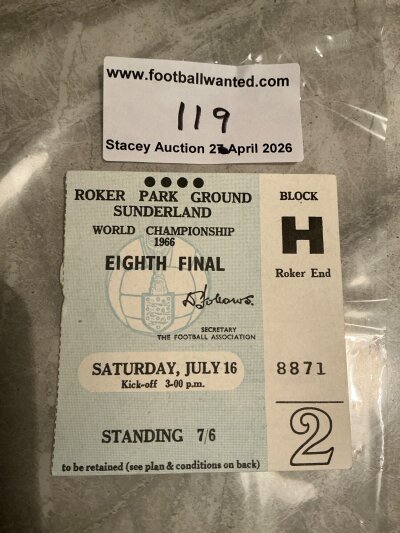 www.footballwanted.com
119
Stacey Auction 27 April 2026
ROKER PARK GROUND
SUNDERLAND
WORLD CHAMPIONSHIP
1966
EIGHTH FINAL
D Follows.
SECRETARY
THE FOOTBALL ASSOCIATION
SATURDAY, JULY 16
Kick-off 3-00 p.m.
STANDING 7/6
to be retained (see plan & conditions on back)
BLOCK
H
Roker End
8871
2